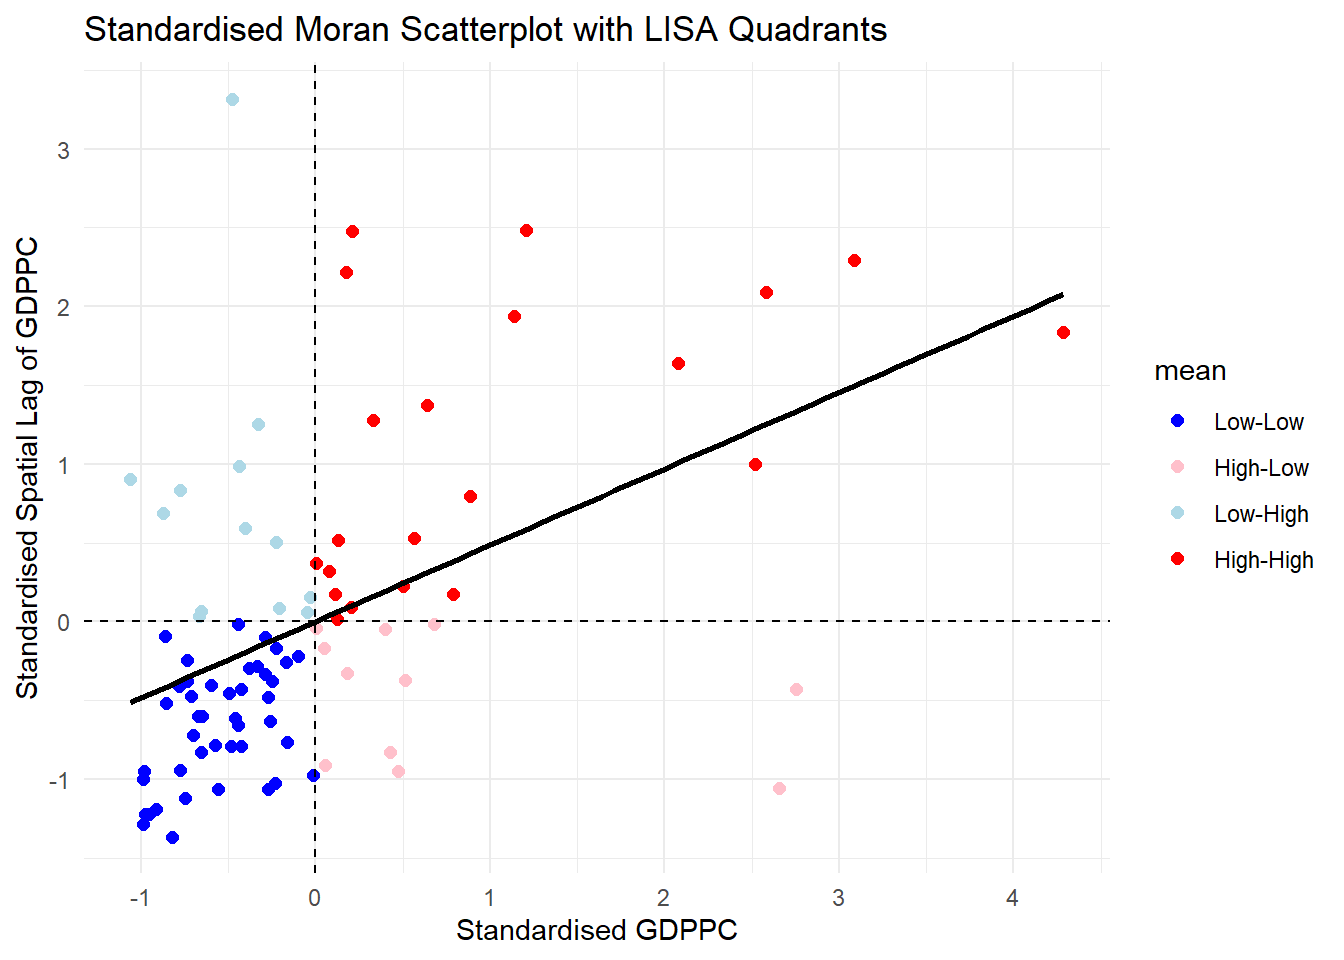 Standardised Moran Scatterplot with LISA Quadrants
Standardised Spatial Lag of GDPPC
3
2
1
0
-1
-1 0 1 2 3 4
Standardised GDPPC
mean
Low-Low
High-Low
Low-High
High-High